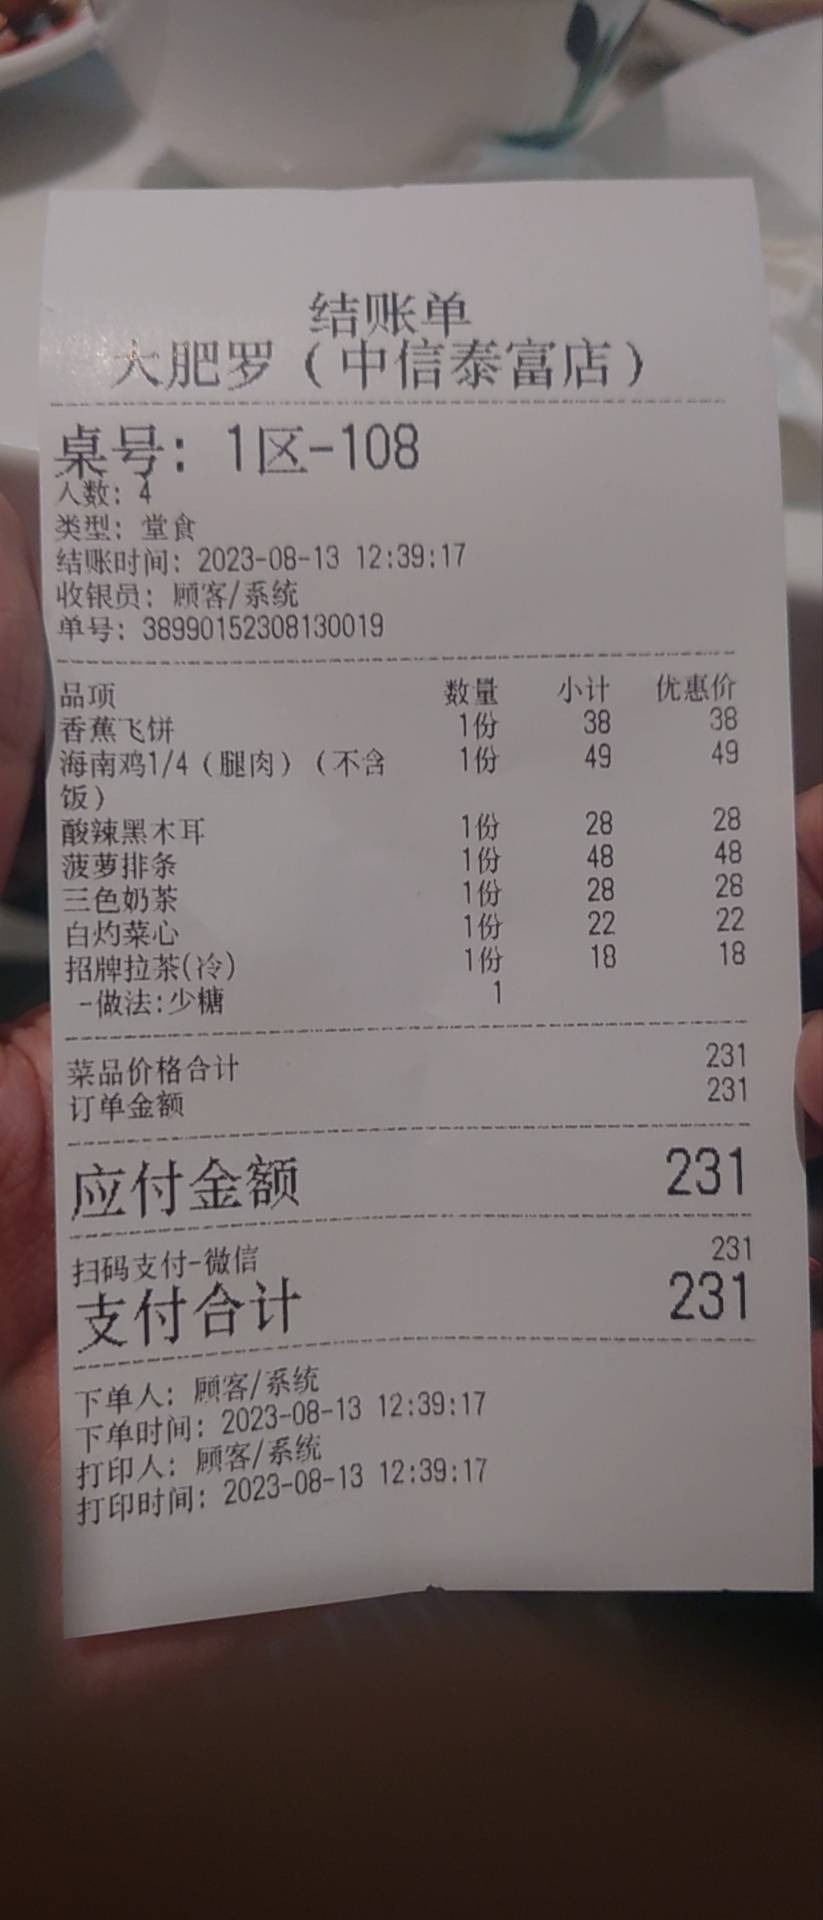 结账单
大肥罗（中信泰富店）
桌号：1区-108
人数：4
类型：堂食
结账时间：2023-08-13 12:39:17
收银员：顾客/系统
单号：38990152308130019
品项 数量 小计 优惠价
香蕉飞饼 1份 38 38
海南鸡1/4（腿肉）（不含 1份 49 49
饭）
酸辣黑木耳 1份 28 28
菠萝排条 1份 48 48
三色奶茶 1份 28 28
白灼菜心 1份 22 22
招牌拉茶(冷) 1份 18 18
-做法:少糖 1
菜品价格合计 231
订单金额 231
应付金额 231
扫码支付-微信 231
支付合计 231
下单人：顾客/系统
下单时间：2023-08-13 12:39:17
打印人：顾客/系统
打印时间：2023-08-13 12:39:17